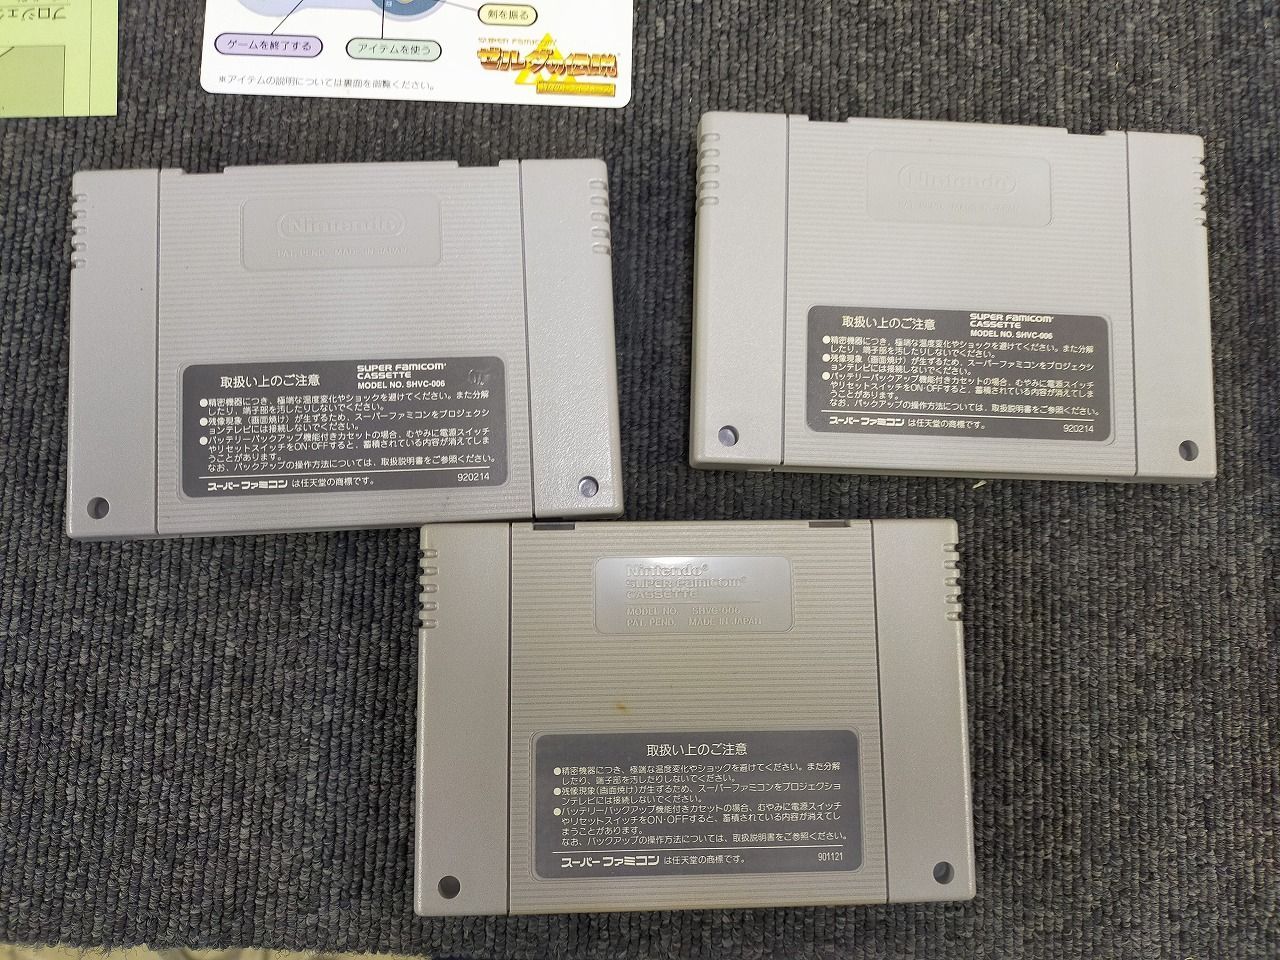 プロジェク
剣を振る
ゲームを終了する
アイテムを使う
SUPER FAMICOM
ゼルダの伝説
※アイテムの説明については裏面を御覧ください。
Nintendo
PAT. PEND. MADE IN JAPAN
取扱い上のご注意
SUPER FAMICOM
CASSETTE
MODEL NO. SHVC-006
●精密機器につき、極端な温度変化やショックを避けてください。また分解
したり、端子部を汚したりしないでください。
●残像現象(画面焼け)が生ずるため、スーパーファミコンをプロジェクシ
ョンテレビには接続しないでください。
●バッテリーバックアップ機能付きカセットの場合、むやみに電源スイッチ
やリセットスイッチをON・OFFすると、蓄積されている内容が消えてしま
うことがあります。
なお、バックアップの操作方法については、取扱説明書をご参照ください。
スーパーファミコンは任天堂の商標です。
920214
Nintendo
PAT. PEND. MADE IN JAPAN
取扱い上のご注意
SUPER FAMICOM
CASSETTE
MODEL NO. SHVC-006
●精密機器につき、極端な温度変化やショックを避けてください。また分解
したり、端子部を汚したりしないでください。
●残像現象(画面焼け)が生ずるため、スーパーファミコンをプロジェクシ
ョンテレビには接続しないでください。
●バッテリーバックアップ機能付きカセットの場合、むやみに電源スイッチ
やリセットスイッチをON・OFFすると、蓄積されている内容が消えてしま
うことがあります。
なお、バックアップの操作方法については、取扱説明書をご参照ください。
スーパーファミコンは任天堂の商標です。
920214
Nintendo®
SUPER FAMICOM®
CASSETTE
MODEL NO. SHVC-006
PAT. PEND. MADE IN JAPAN
取扱い上のご注意
●精密機器につき、極端な温度変化やショックを避けてください。また分解
したり、端子部を汚したりしないでください。
●残像現象(画面焼け)が生ずるため、スーパーファミコンをプロジェクショ
ンテレビには接続しないでください。
●バッテリーバックアップ機能付きカセットの場合、むやみに電源スイッチ
やリセットスイッチをON・OFFすると、蓄積されている内容が消えてし
まうことがあります。
なお、バックアップの操作方法については、取扱説明書をご参照ください。
スーパーファミコンは任天堂の商標です。
901121